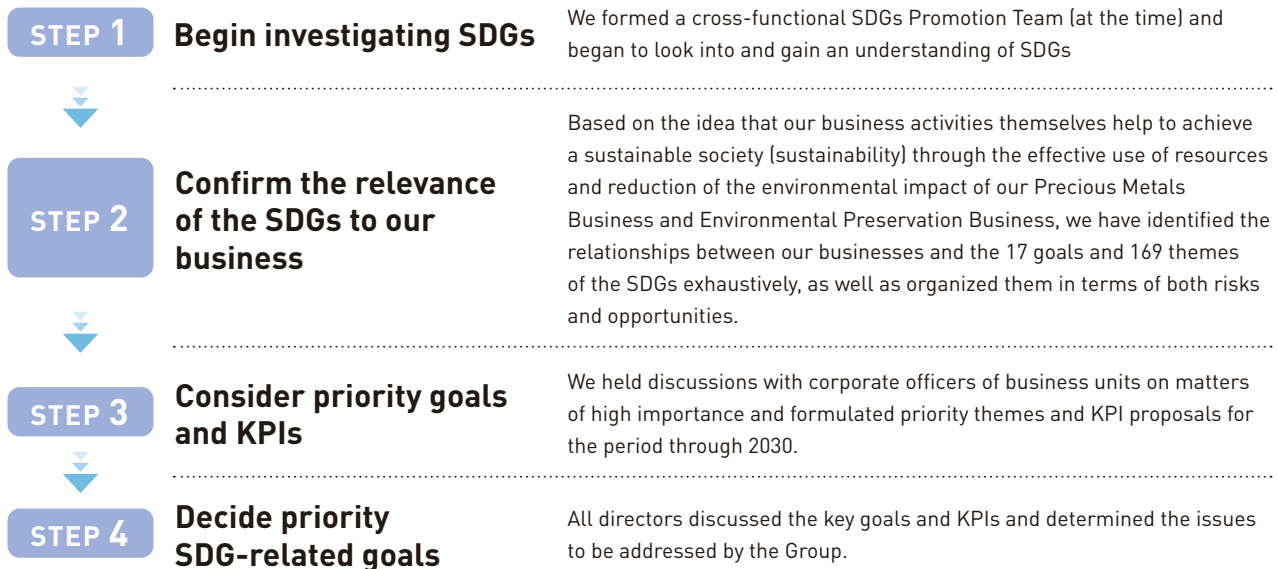 STEP 1
Begin investigating SDGs
We formed a cross-functional SDGs Promotion Team (at the time) and
began to look into and gain an understanding of SDGs
STEP 2
Confirm the relevance
of the SDGs to our
business
Based on the idea that our business activities themselves help to achieve
a sustainable society (sustainability) through the effective use of resources
and reduction of the environmental impact of our Precious Metals
Business and Environmental Preservation Business, we have identified the
relationships between our businesses and the 17 goals and 169 themes
of the SDGs exhaustively, as well as organized them in terms of both risks
and opportunities.
STEP 3
Consider priority goals
and KPIs
We held discussions with corporate officers of business units on matters
of high importance and formulated priority themes and KPI proposals for
the period through 2030.
STEP 4
Decide priority
SDG-related goals
All directors discussed the key goals and KPIs and determined the issues
to be addressed by the Group.